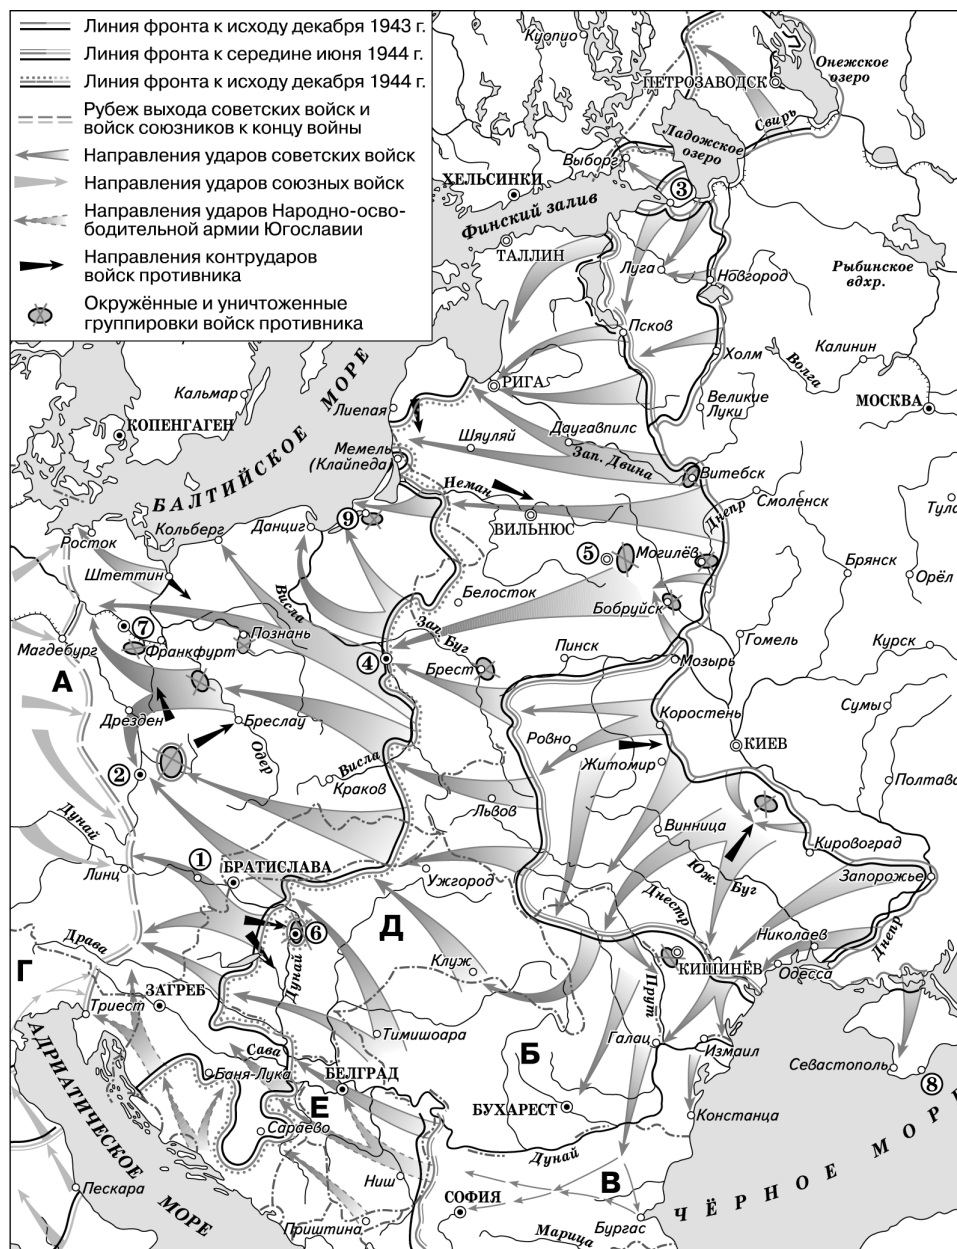 Линия фронта к исходу декабря 1943 г.
Линия фронта к середине июня 1944 г.
Линия фронта к исходу декабря 1944 г.
Рубеж выхода советских войск и
войск союзников к концу войны
Направления ударов советских войск
Направления ударов союзных войск
Направления ударов Народно-осво-
бодительной армии Югославии
Направления контрударов
войск противника
Окружённые и уничтоженные
группировки войск противника
Куопио
Онежское
озеро
ПЕТРОЗАВОДСК
Свирь
Ладожское
озеро
Выборг
ХЕЛЬСИНКИ
3
Финский залив
ТАЛЛИН
Луга
Новгород
Рыбинское
вдхр.
Псков
Холм
Калинин
Волга
МОСКВА
Кальмар
КОПЕНГАГЕН
БАЛТИЙСКОЕ
МОРЕ
РИГА
Лиепая
Великие
Луки
Шяуляй
Даугавпилс
Зап. Двина
Мемель
(Клайпеда)
Витебск
Неман
Смоленск
Днепр
Тула
ВИЛЬНЮС
Росток
Кольберг
Данциг
9
5
Могилёв
Брянск
Орёл
Штеттин
Висла
Белосток
Бобруйск
Зап. Буг
Гомель
Курск
7
Познань
Магдебург
Франкфурт
4
Брест
Пинск
Мозырь
А
Дрезден
Бреслау
Одер
Коростень
Сумы
Ровно
КИЕВ
Житомир
2
Висла
Краков
Львов
Полтава
Дунай
Винница
Кировоград
Линц
1
БРАТИСЛАВА
Ужгород
Юж. Буг
Запорожье
Днестр
Драва
6
Д
Николаев
Днепр
Г
Дунай
Клуж
КИШИНЁВ
Одесса
Триест
ЗАГРЕБ
Прут
Тимишоара
Галац
Измаил
Сава
Б
Севастополь
8
АДРИАТИЧЕСКОЕ
МОРЕ
Баня-Лука
БЕЛГРАД
Е
БУХАРЕСТ
Констанца
Сараево
Дунай
ЧЁРНОЕ МОРЕ
Пескара
Ниш
В
СОФИЯ
Приштина
Бургас
Марица